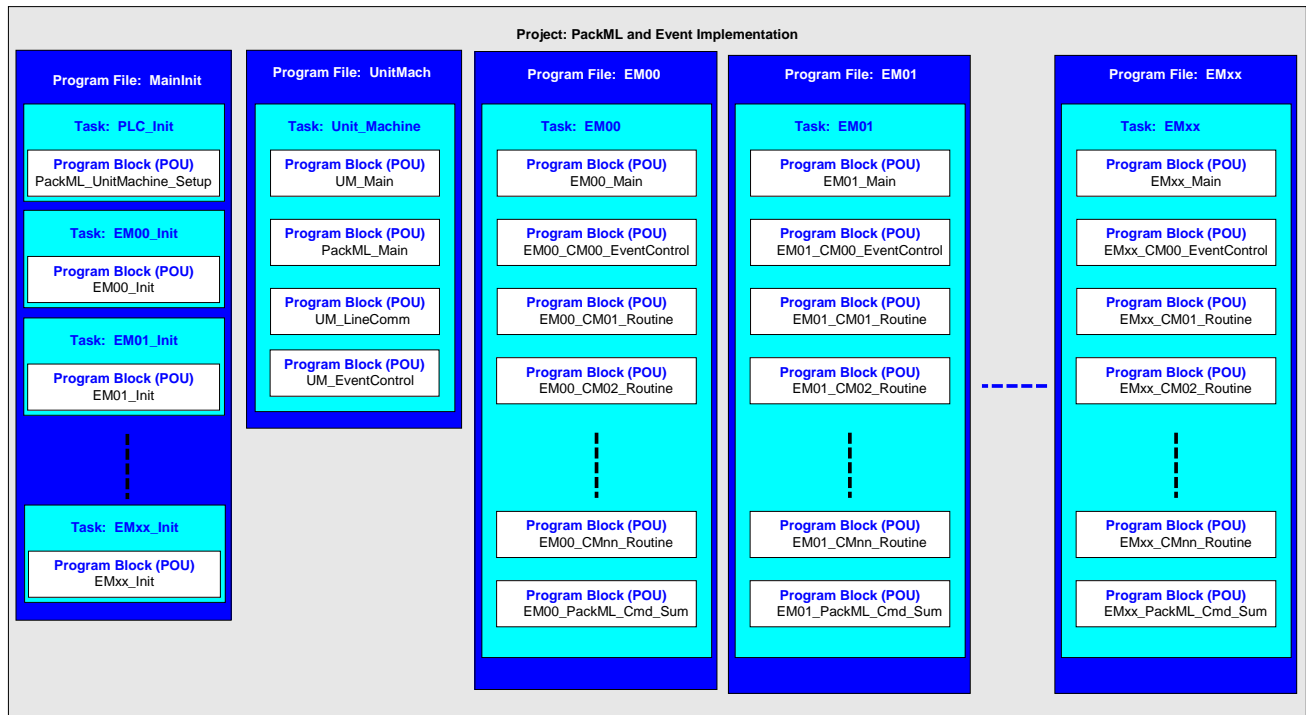 Project: PackML and Event Implementation
Program File: MainInit
Task: PLC_Init
Program Block (POU)
PackML_UnitMachine_Setup
Task: EM00_Init
Program Block (POU)
EM00_Init
Task: EM01_Init
Program Block (POU)
EM01_Init
Task: EMxx_Init
Program Block (POU)
EMxx_Init
Program File: UnitMach
Task: Unit_Machine
Program Block (POU)
UM_Main
Program Block (POU)
PackML_Main
Program Block (POU)
UM_LineComm
Program Block (POU)
UM_EventControl
Program File: EM00
Task: EM00
Program Block (POU)
EM00_Main
Program Block (POU)
EM00_CM00_EventControl
Program Block (POU)
EM00_CM01_Routine
Program Block (POU)
EM00_CM02_Routine
Program Block (POU)
EM00_CMnn_Routine
Program Block (POU)
EM00_PackML_Cmd_Sum
Program File: EM01
Task: EM01
Program Block (POU)
EM01_Main
Program Block (POU)
EM01_CM00_EventControl
Program Block (POU)
EM01_CM01_Routine
Program Block (POU)
EM01_CM02_Routine
Program Block (POU)
EM01_CMnn_Routine
Program Block (POU)
EM01_PackML_Cmd_Sum
Program File: EMxx
Task: EMxx
Program Block (POU)
EMxx_Main
Program Block (POU)
EMxx_CM00_EventControl
Program Block (POU)
EMxx_CM01_Routine
Program Block (POU)
EMxx_CM02_Routine
Program Block (POU)
EMxx_CMnn_Routine
Program Block (POU)
EMxx_PackML_Cmd_Sum